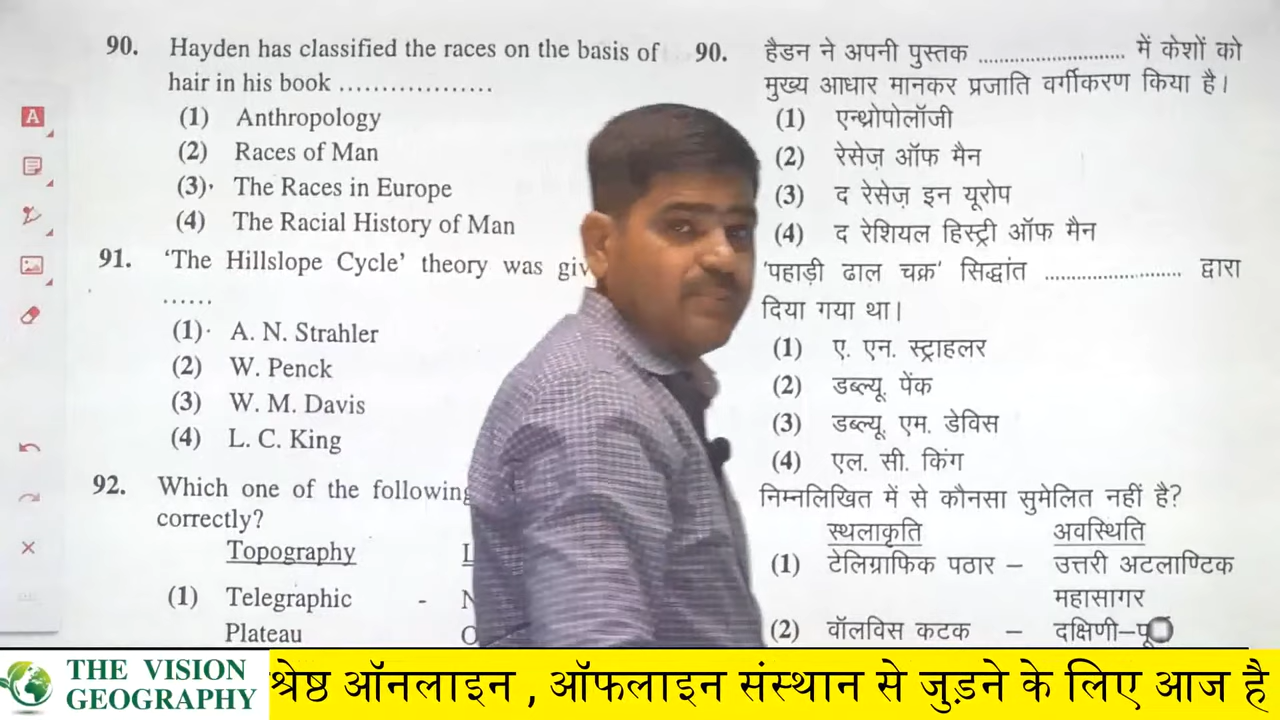 90. Hayden has classified the races on the basis of
hair in his book ..................
(1) Anthropology
(2) Races of Man
(3) The Races in Europe
(4) The Racial History of Man
91. 'The Hillslope Cycle' theory was giv
......
(1) A. N. Strahler
(2) W. Penck
(3) W. M. Davis
(4) L. C. King
92. Which one of the following
correctly?
Topography
(1) Telegraphic - N
Plateau O
90. हैडन ने अपनी पुस्तक ........................... में केशों को
मुख्य आधार मानकर प्रजाति वर्गीकरण किया है।
(1) एन्थ्रोपोलॉजी
(2) रेसेज़ ऑफ मैन
(3) द रेसेज़ इन यूरोप
(4) द रेशियल हिस्ट्री ऑफ मैन
'पहाड़ी ढाल चक्र' सिद्धांत ......................... द्वारा
दिया गया था।
(1) ए. एन. स्ट्राहलर
(2) डब्ल्यू. पेंक
(3) डब्ल्यू. एम. डेविस
(4) एल. सी. किंग
निम्नलिखित में से कौनसा सुमेलित नहीं है?
स्थलाकृति अवस्थिति
(1) टेलिग्राफिक पठार – उत्तरी अटलाण्टिक
महासागर
(2) वॉलविस कटक – दक्षिणी–पू
A
THE VISION
GEOGRAPHY
श्रेष्ठ ऑनलाइन , ऑफलाइन संस्थान से जुड़ने के लिए आज है